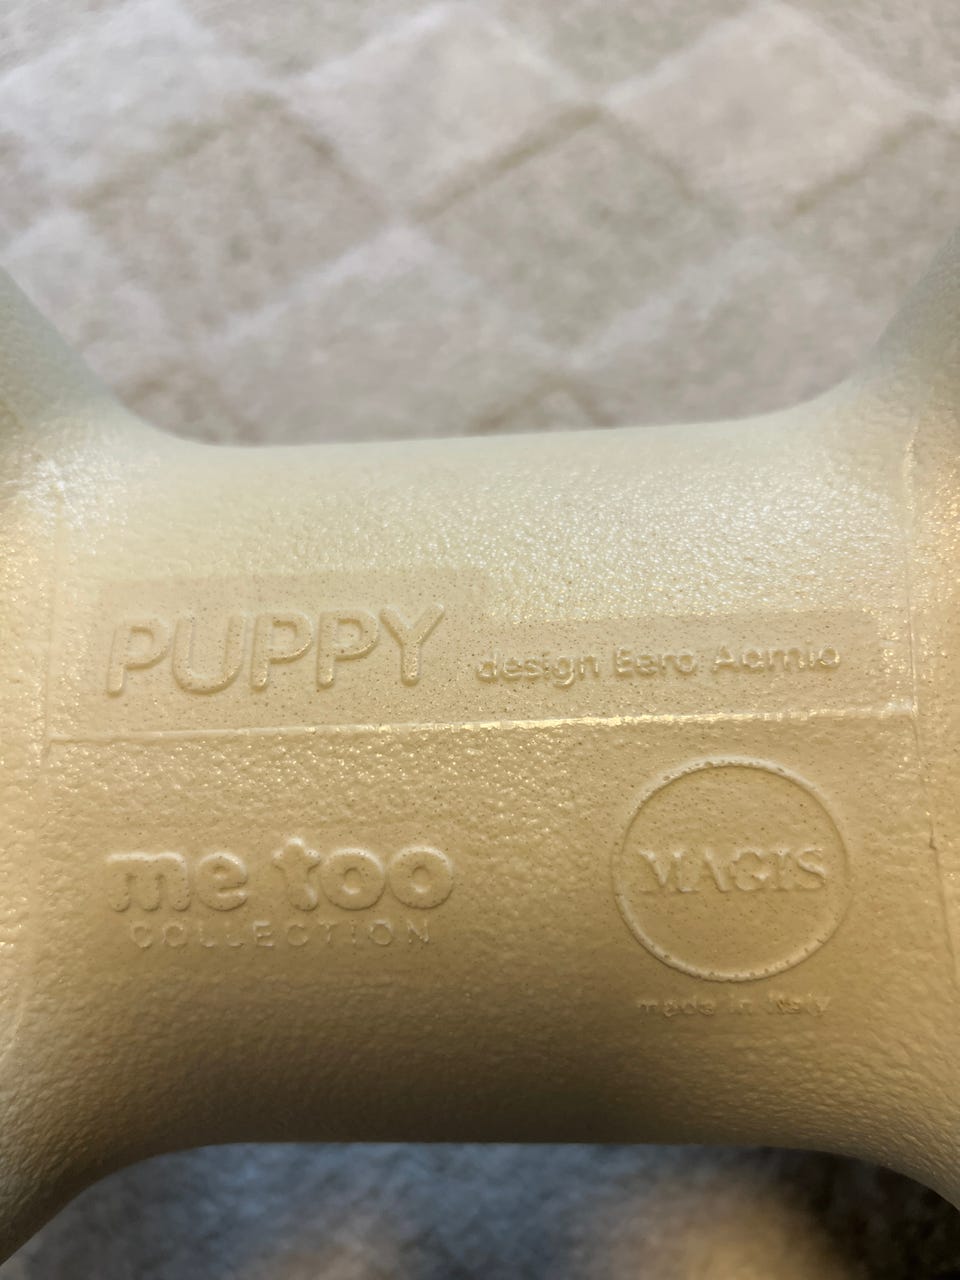 PUPPY design Eero Aarnio
me too
COLLECTION
MAGIS
made in Italy